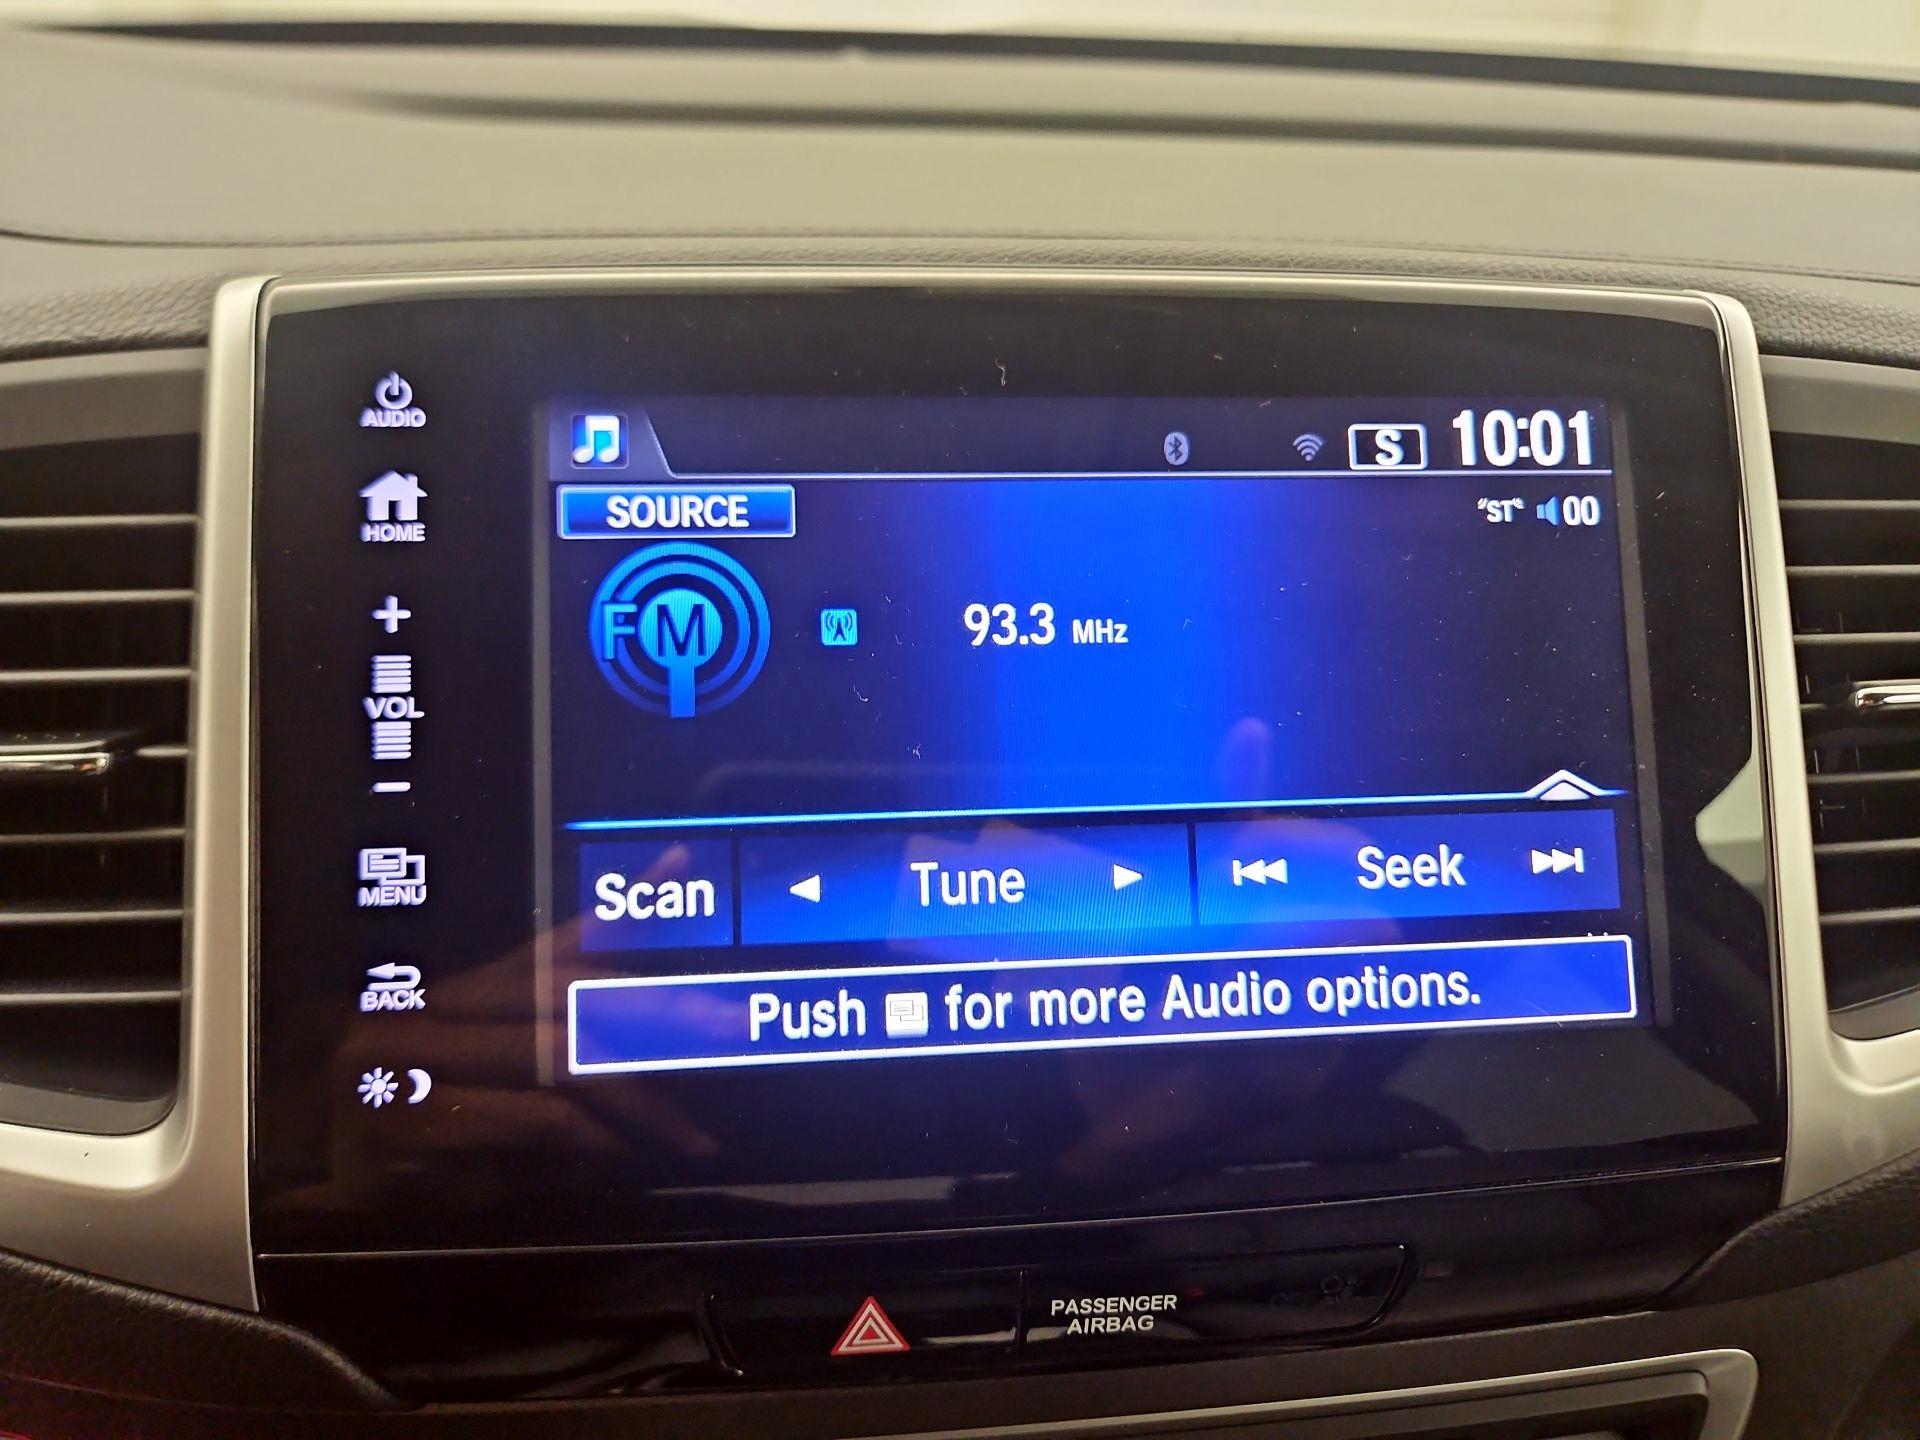 AUDIO
HOME
+
VOL
−
MENU
BACK
S 10:01
SOURCE
"ST" 00
FM
93.3 MHz
Scan
Tune
Seek
Push for more Audio options.
PASSENGER
AIRBAG